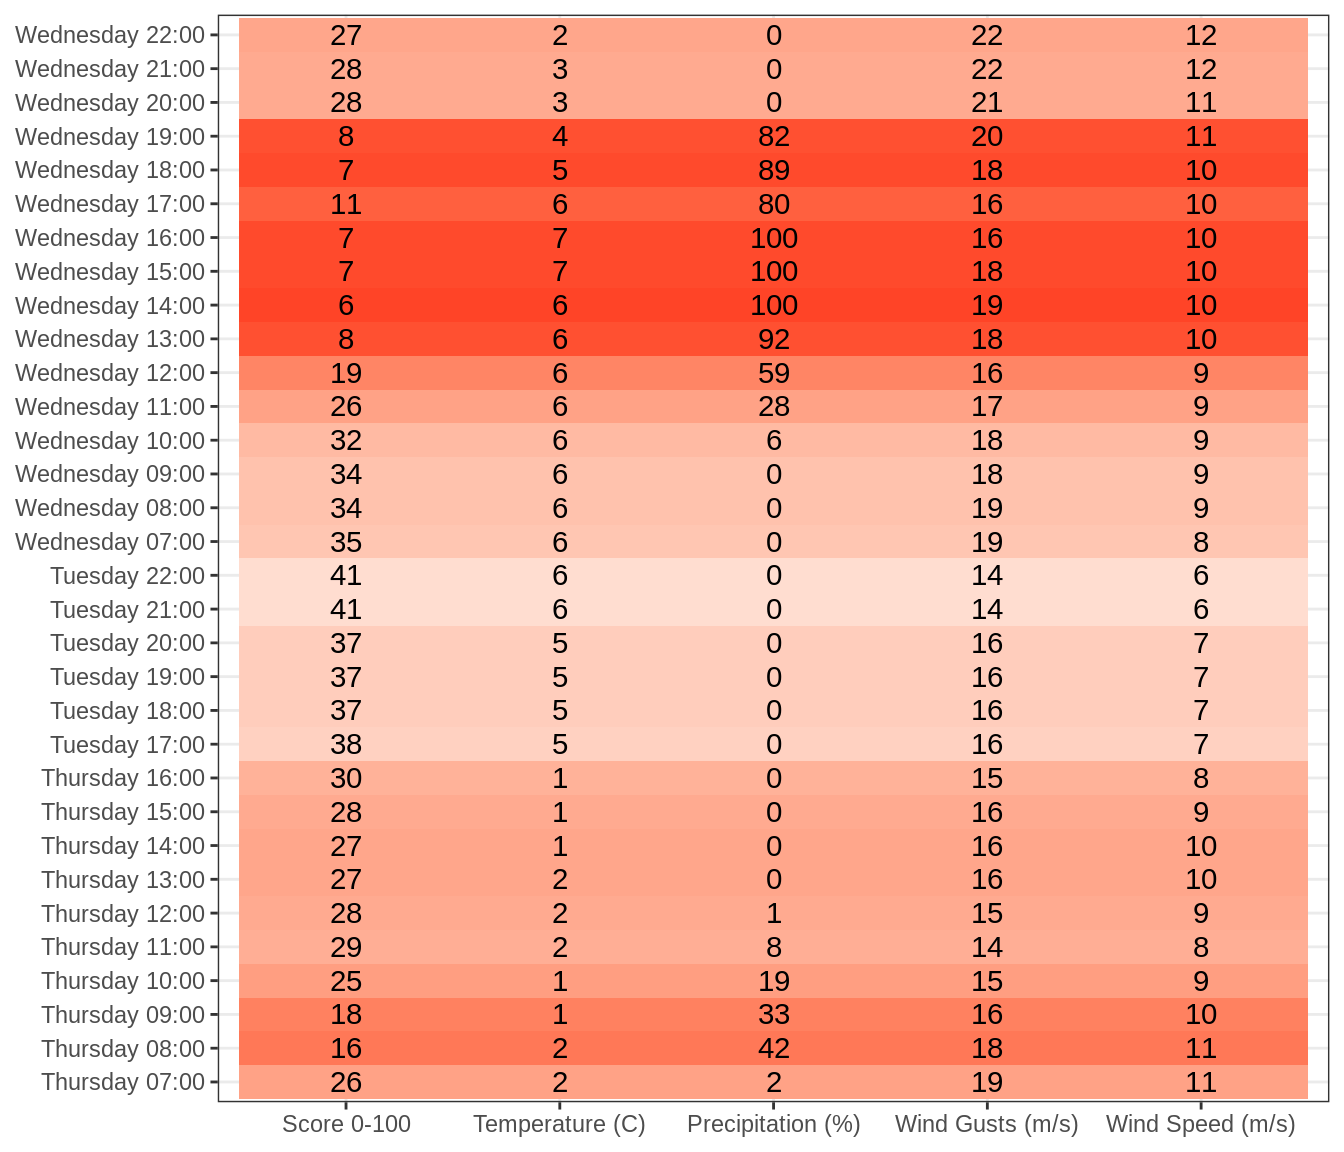 Wednesday 22:00 27 2 0 22 12
Wednesday 21:00 28 3 0 22 12
Wednesday 20:00 28 3 0 21 11
Wednesday 19:00 8 4 82 20 11
Wednesday 18:00 7 5 89 18 10
Wednesday 17:00 11 6 80 16 10
Wednesday 16:00 7 7 100 16 10
Wednesday 15:00 7 7 100 18 10
Wednesday 14:00 6 6 100 19 10
Wednesday 13:00 8 6 92 18 10
Wednesday 12:00 19 6 59 16 9
Wednesday 11:00 26 6 28 17 9
Wednesday 10:00 32 6 6 18 9
Wednesday 09:00 34 6 0 18 9
Wednesday 08:00 34 6 0 19 9
Wednesday 07:00 35 6 0 19 8
Tuesday 22:00 41 6 0 14 6
Tuesday 21:00 41 6 0 14 6
Tuesday 20:00 37 5 0 16 7
Tuesday 19:00 37 5 0 16 7
Tuesday 18:00 37 5 0 16 7
Tuesday 17:00 38 5 0 16 7
Thursday 16:00 30 1 0 15 8
Thursday 15:00 28 1 0 16 9
Thursday 14:00 27 1 0 16 10
Thursday 13:00 27 2 0 16 10
Thursday 12:00 28 2 1 15 9
Thursday 11:00 29 2 8 14 8
Thursday 10:00 25 1 19 15 9
Thursday 09:00 18 1 33 16 10
Thursday 08:00 16 2 42 18 11
Thursday 07:00 26 2 2 19 11
Score 0-100 Temperature (C) Precipitation (%) Wind Gusts (m/s) Wind Speed (m/s)